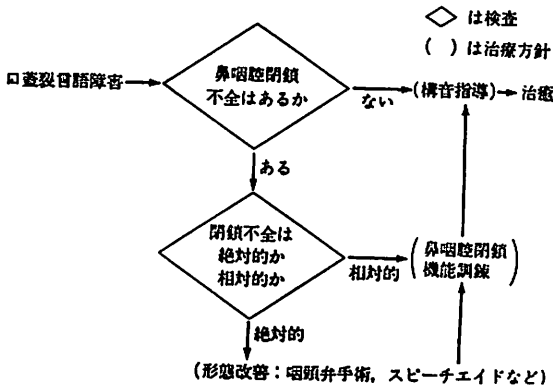 ◇は検査
( )は治療方針
口蓋裂言語障害
鼻咽腔閉鎖
不全はあるか
ない
(構音指導)
治癒
ある
閉鎖不全は
絶対的か
相対的か
相対的
(鼻咽腔閉鎖
機能訓練)
絶対的
(形態改善:咽頭弁手術,スピーチエイドなど)